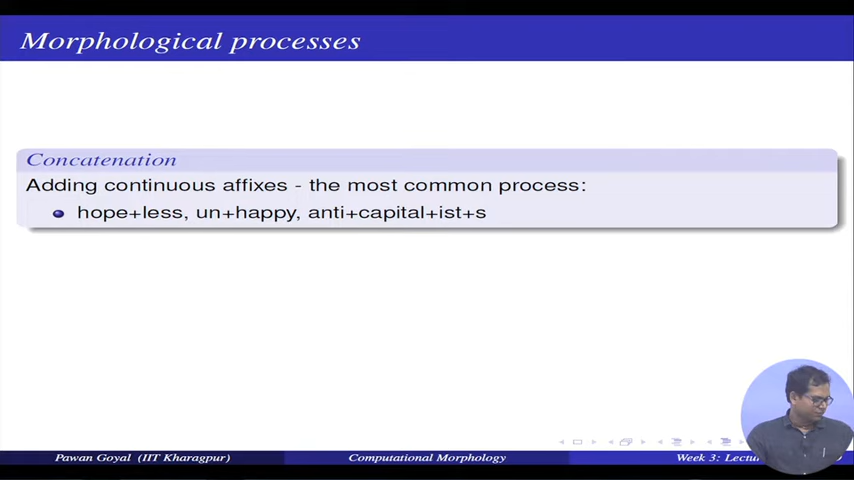 Morphological processes
Concatenation
Adding continuous affixes - the most common process:
hope+less, un+happy, anti+capital+ist+s
Pawan Goyal (IIT Kharagpur)
Computational Morphology
Week 3: